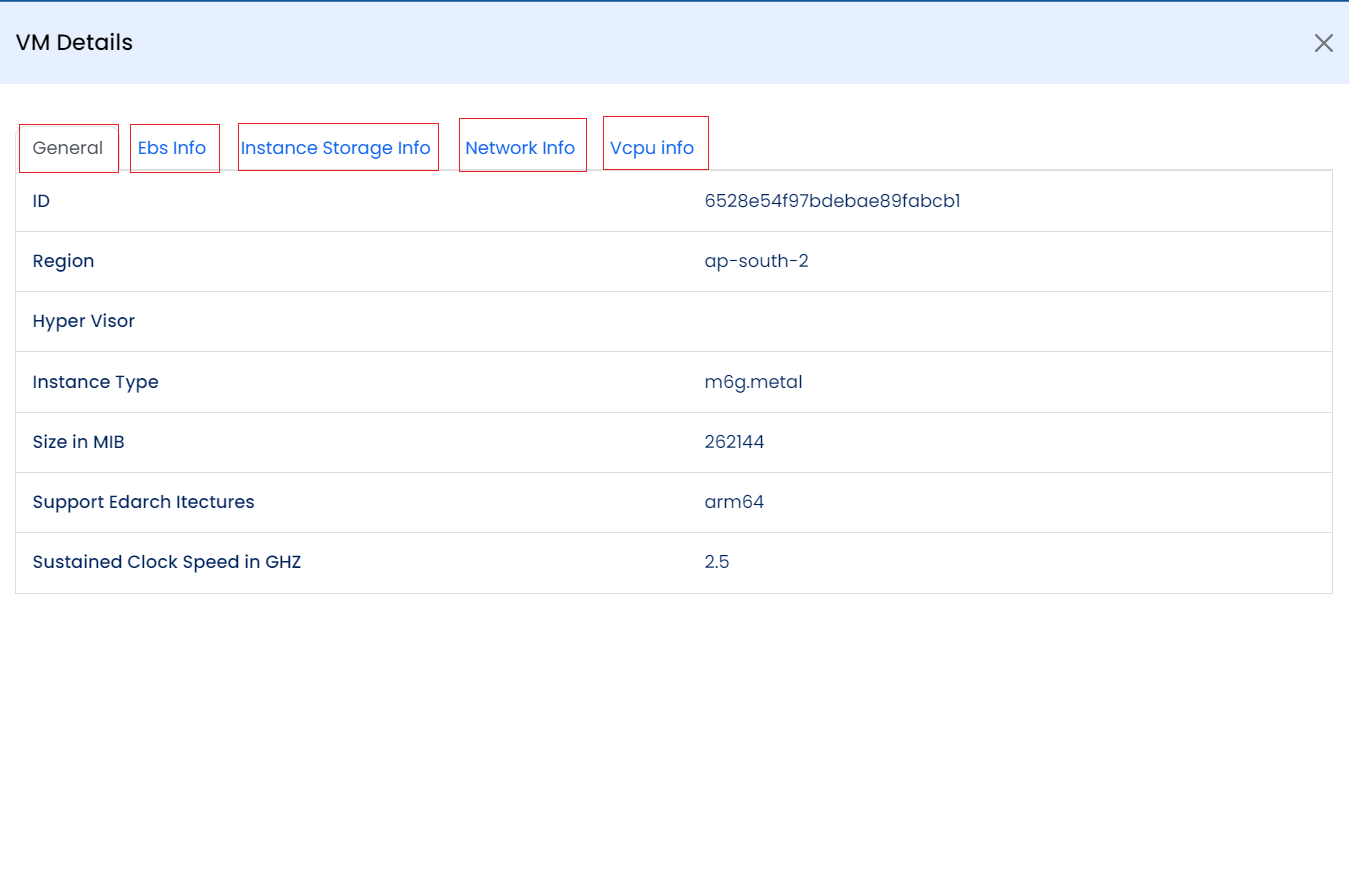 VM Details
General Ebs Info Instance Storage Info Network Info Vcpu info
ID 6528e54f97bdebae89fabcb1
Region ap-south-2
Hyper Visor
Instance Type m6g.metal
Size in MIB 262144
Support Edarch Itectures arm64
Sustained Clock Speed in GHZ 2.5